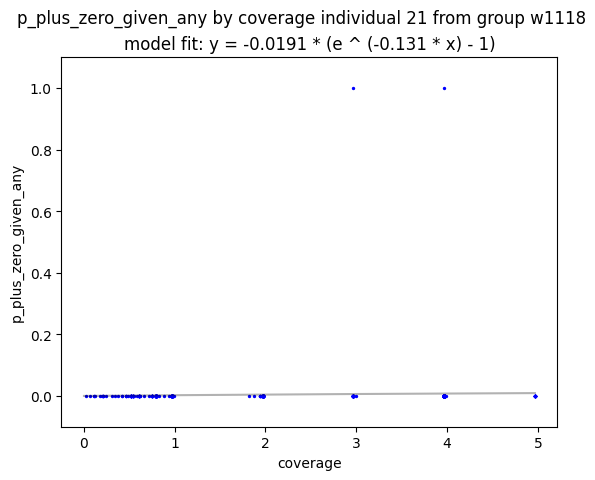 p_plus_zero_given_any by coverage individual 21 from group w1118
model fit: y = -0.0191 * (e ^ (-0.131 * x) - 1)
1.0
0.8
0.6
0.4
0.2
0.0
p_plus_zero_given_any
0 1 2 3 4 5
coverage